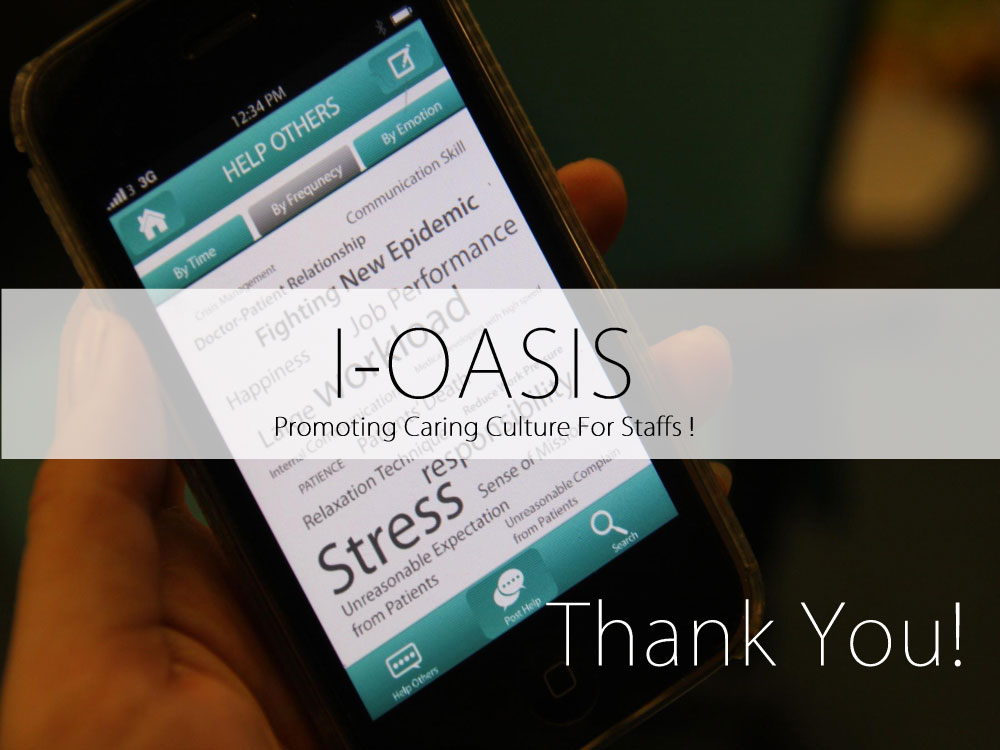 3 3G
12:34 PM
HELP OTHERS
By Time
By Frequnecy
By Emotion
Communication Skill
Crisis Management
Doctor-Patient Relationship
Fighting New Epidemic
Job Performance
Happiness
Large Workload
Internal Communication
Patients' Death
Reduce Work Pressure
PATIENCE
responsibility
Relaxation Technique
Sense of
Stress
Unreasonable Expectation
from Patients
Unreasonable Complain
from Patients
I-OASIS
Promoting Caring Culture For Staffs !
Help Others
Post Help
Search
Thank You!